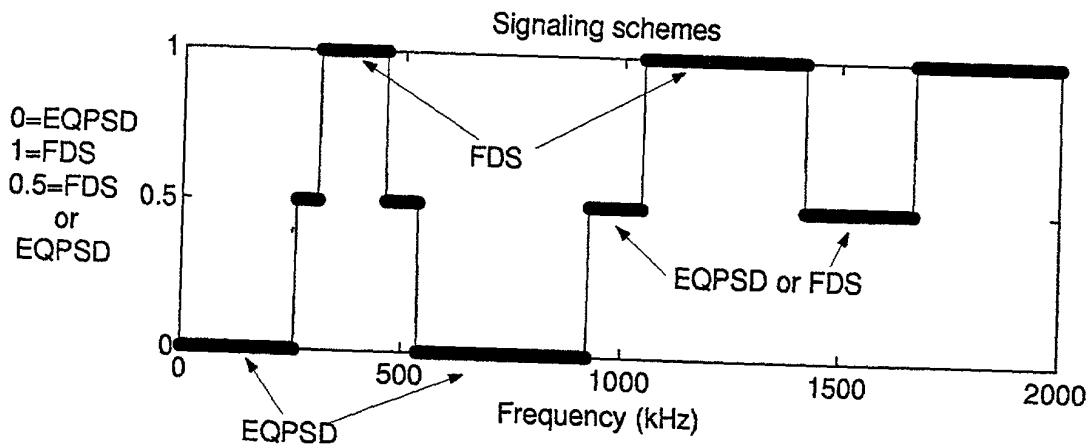 Signaling schemes
1
0=EQPSD
1=FDS
0.5=FDS
or
EQPSD
0.5
0
FDS
EQPSD or FDS
0
500
1000
1500
2000
Frequency (kHz)
EQPSD